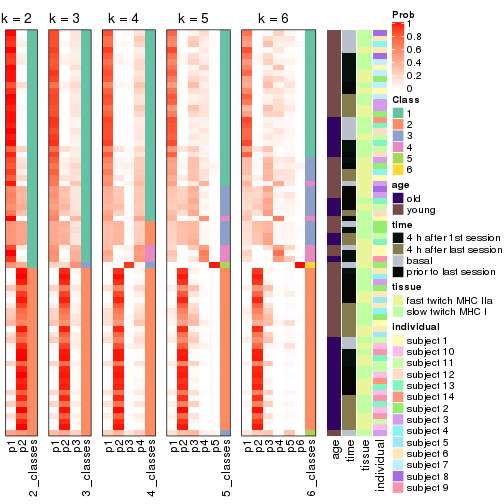 k = 2 k = 3 k = 4 k = 5 k = 6
p1 p2 2_classes p1 p2 p3 3_classes p1 p2 p3 p4 4_classes p1 p2 p3 p4 p5 5_classes p1 p2 p3 p4 p5 p6 6_classes age time tissue individual
Prob
1
0.8
0.6
0.4
0.2
0
Class
1
2
3
4
5
6
age
old
young
time
4 h after 1st session
4 h after last session
basal
prior to last session
tissue
fast twitch MHC IIa
slow twitch MHC I
individual
subject 1
subject 10
subject 11
subject 12
subject 13
subject 14
subject 2
subject 3
subject 4
subject 5
subject 6
subject 7
subject 8
subject 9